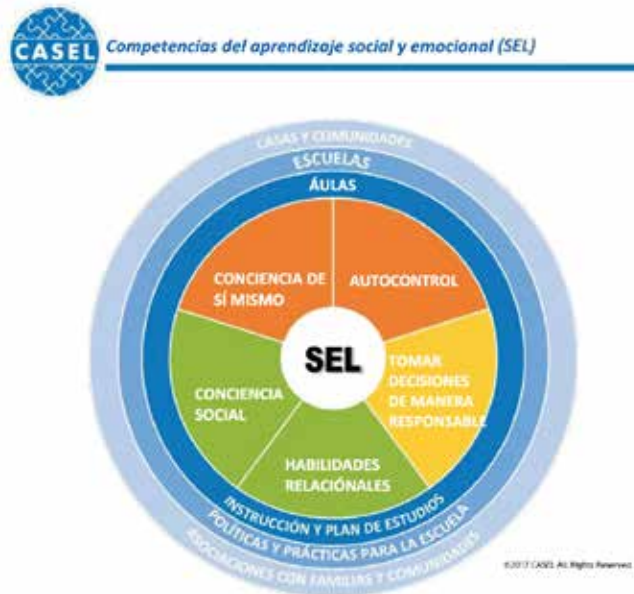 CASEL
Competencias del aprendizaje social y emocional (SEL)
CASAS Y COMUNIDADES
ESCUELAS
ÁULAS
CONCIENCIA DE
SÍ MISMO
AUTOCONTROL
SEL
TOMAR
DECISIONES
DE MANERA
RESPONSABLE
CONCIENCIA
SOCIAL
HABILIDADES
RELACIÓNALES
INSTRUCCIÓN Y PLAN DE ESTUDIOS
POLÍTICAS Y PRÁCTICAS PARA LA ESCUELA
ASOCIACIONES CON FAMILIAS Y COMUNIDADES
©2017 CASEL All Rights Reserved